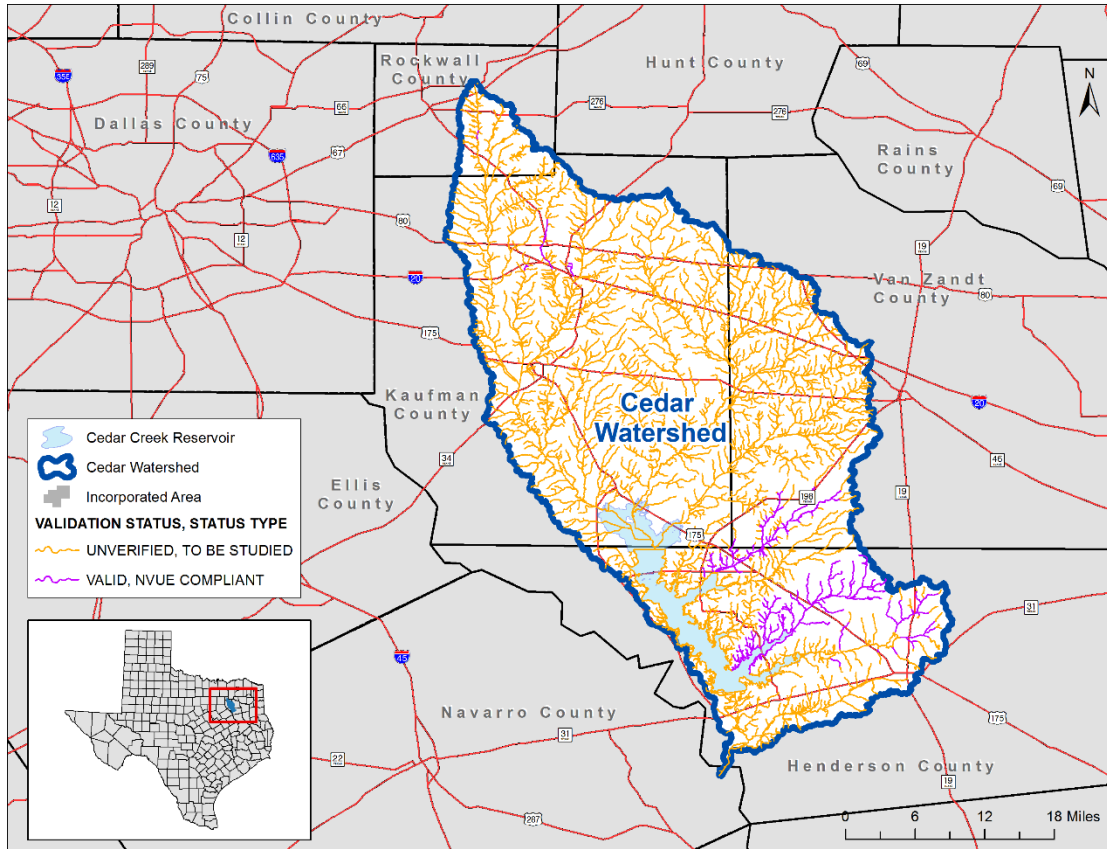 Collin County
Rockwall
County
Hunt County
Dallas County
Rains
County
N
35E
289
75
66
67
635
276
276
69
69
12
12
80
20
19
Van Zandt
County
80
175
Kaufman
County
Cedar
Watershed
20
34
Ellis
County
46
19
198
175
Cedar Creek Reservoir
Cedar Watershed
Incorporated Area
VALIDATION STATUS, STATUS TYPE
UNVERIFIED, TO BE STUDIED
VALID, NVUE COMPLIANT
31
45
Navarro County
31
22
175
Henderson County
19
287
0 6 12 18 Miles